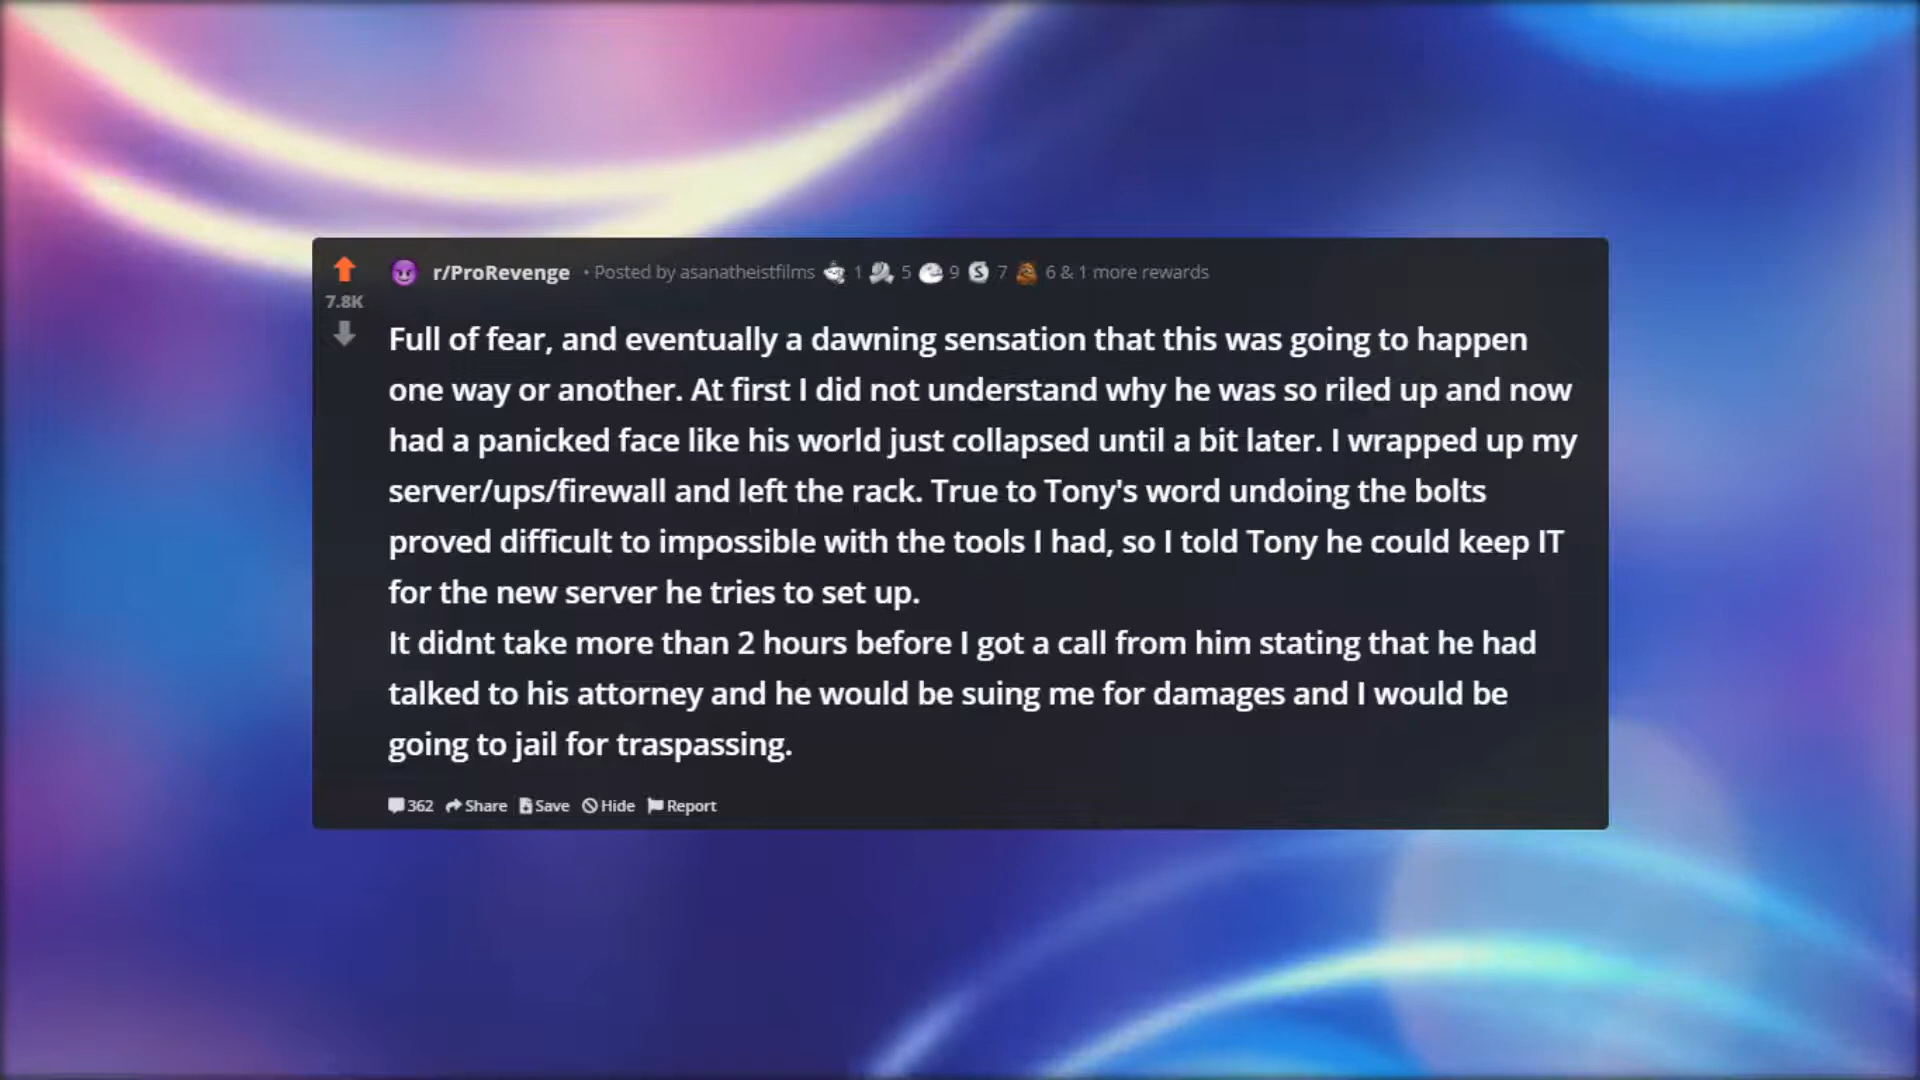 r/ProRevenge • Posted by asanatheistfilms 1 5 9 7 6 & 1 more rewards
7.8K
Full of fear, and eventually a dawning sensation that this was going to happen
one way or another. At first I did not understand why he was so riled up and now
had a panicked face like his world just collapsed until a bit later. I wrapped up my
server/ups/firewall and left the rack. True to Tony's word undoing the bolts
proved difficult to impossible with the tools I had, so I told Tony he could keep IT
for the new server he tries to set up.
It didnt take more than 2 hours before I got a call from him stating that he had
talked to his attorney and he would be suing me for damages and I would be
going to jail for traspassing.
362 Share Save Hide Report